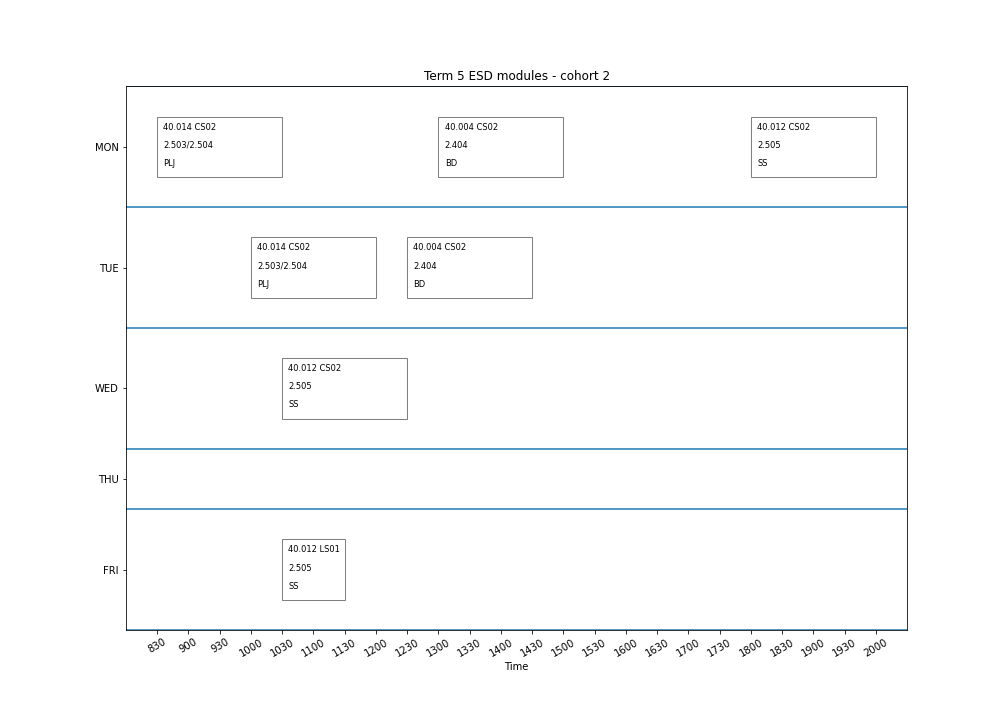 Term 5 ESD modules - cohort 2
MON
40.014 CS02
2.503/2.504
PLJ
40.004 CS02
2.404
BD
40.012 CS02
2.505
SS
TUE
40.014 CS02
2.503/2.504
PLJ
40.004 CS02
2.404
BD
WED
40.012 CS02
2.505
SS
THU
FRI
40.012 LS01
2.505
SS
830 900 930 1000 1030 1100 1130 1200 1230 1300 1330 1400 1430 1500 1530 1600 1630 1700 1730 1800 1830 1900 1930 2000
Time